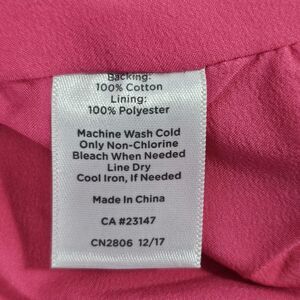 Backing:
100% Cotton
Lining:
100% Polyester
Machine Wash Cold
Only Non-Chlorine
Bleach When Needed
Line Dry
Cool Iron, If Needed
Made In China
CA #23147
CN2806 12/17